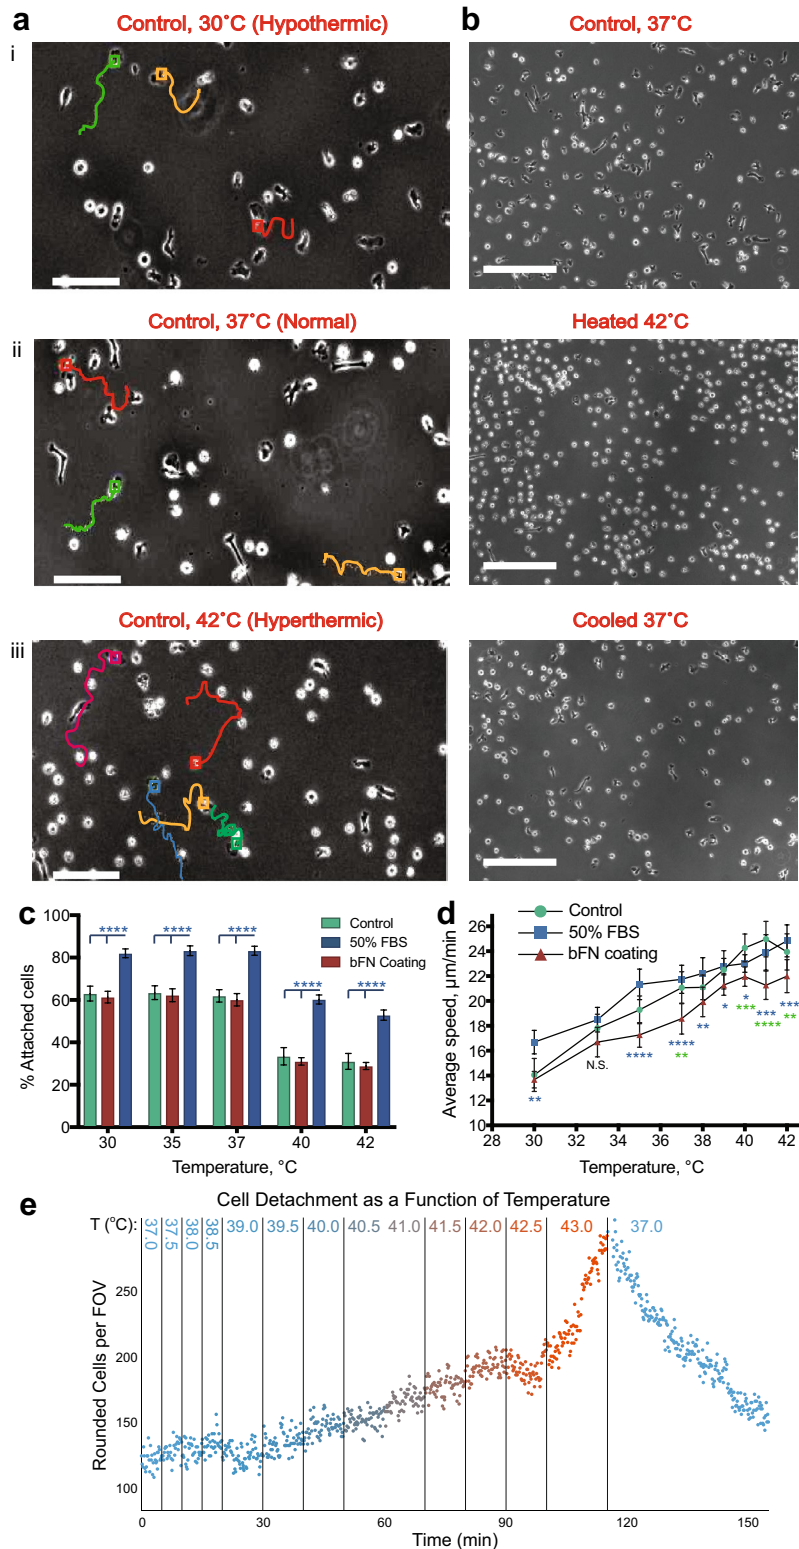 a
Control, 30˚C (Hypothermic)
b
Control, 37˚C
i
Control, 37˚C (Normal)
Heated 42˚C
ii
Control, 42˚C (Hyperthermic)
Cooled 37˚C
iii
c
100
80
60
40
20
0
% Attached cells
****
****
****
****
****
Control
50% FBS
bFN Coating
30
35
37
40
42
Temperature, °C
d
Control
50% FBS
bFN coating
26
24
22
20
18
16
14
12
10
Average speed, µm/min
**
N.S.
****
****
**
**
*
*
***
***
****
***
**
28
30
32
34
36
38
40
42
Temperature, °C
e
Cell Detachment as a Function of Temperature
T (°C):
37.0
37.5
38.0
38.5
39.0
39.5
40.0
40.5
41.0
41.5
42.0
42.5
43.0
37.0
250
200
150
100
Rounded Cells per FOV
0
30
60
90
120
150
Time (min)